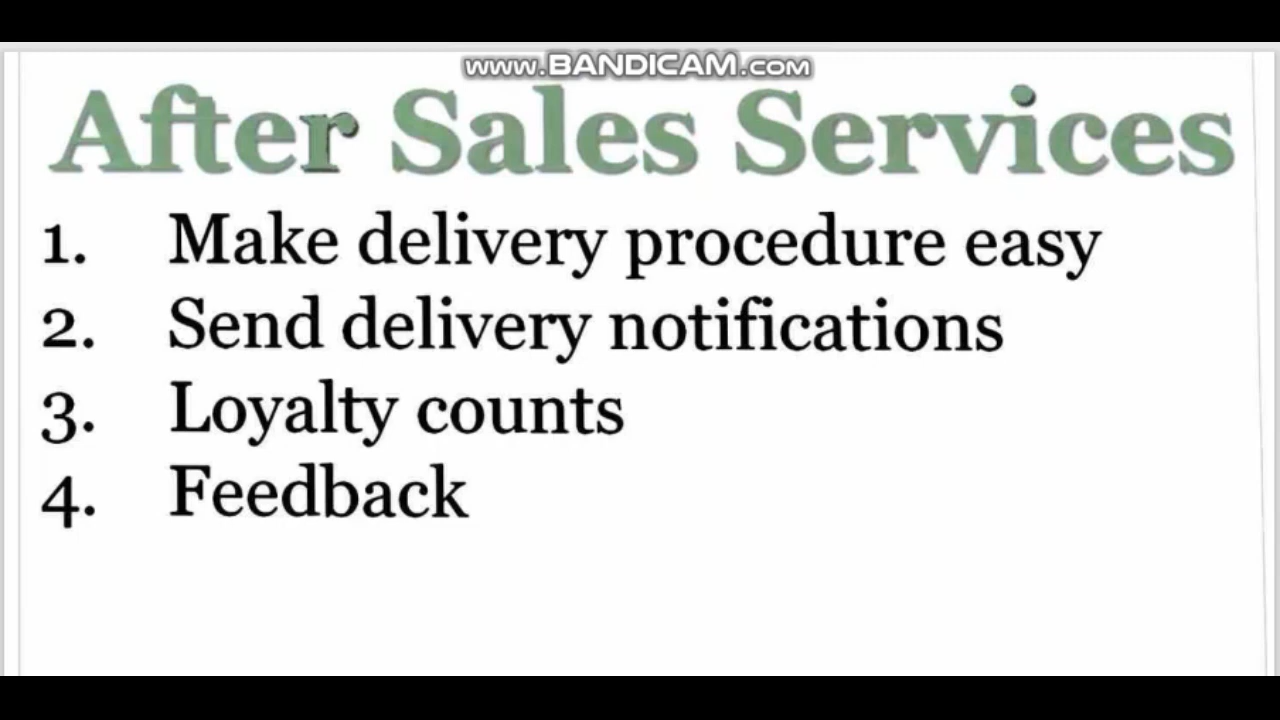 www.BANDICAM.com
After Sales Services
1. Make delivery procedure easy
2. Send delivery notifications
3. Loyalty counts
4. Feedback